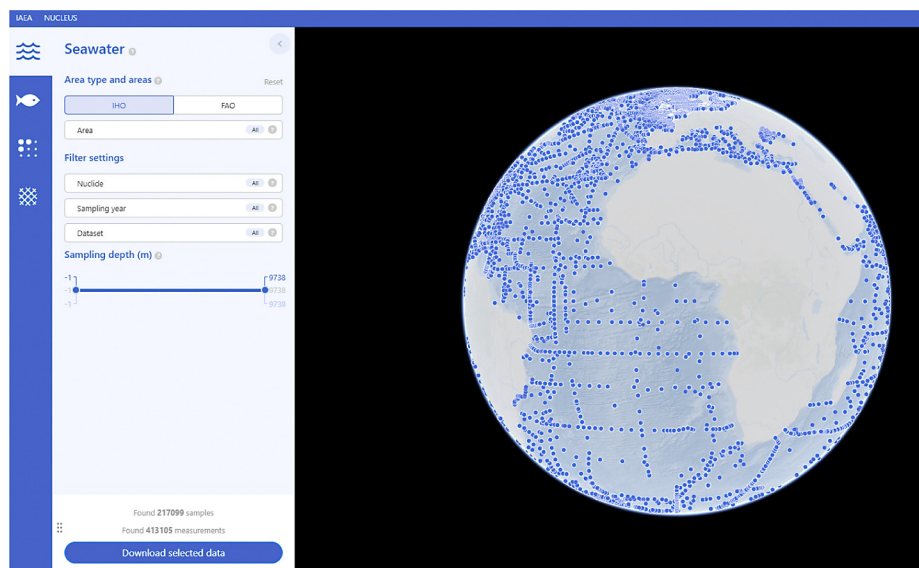 IAEA NUCLEUS
Seawater
Area type and areas
Reset
IHO FAO
Area All
Filter settings
Nuclide All
Sampling year All
Dataset All
Sampling depth (m)
-1 9738
-1 9738
-1 9738
Found 217099 samples
Found 413105 measurements
Download selected data